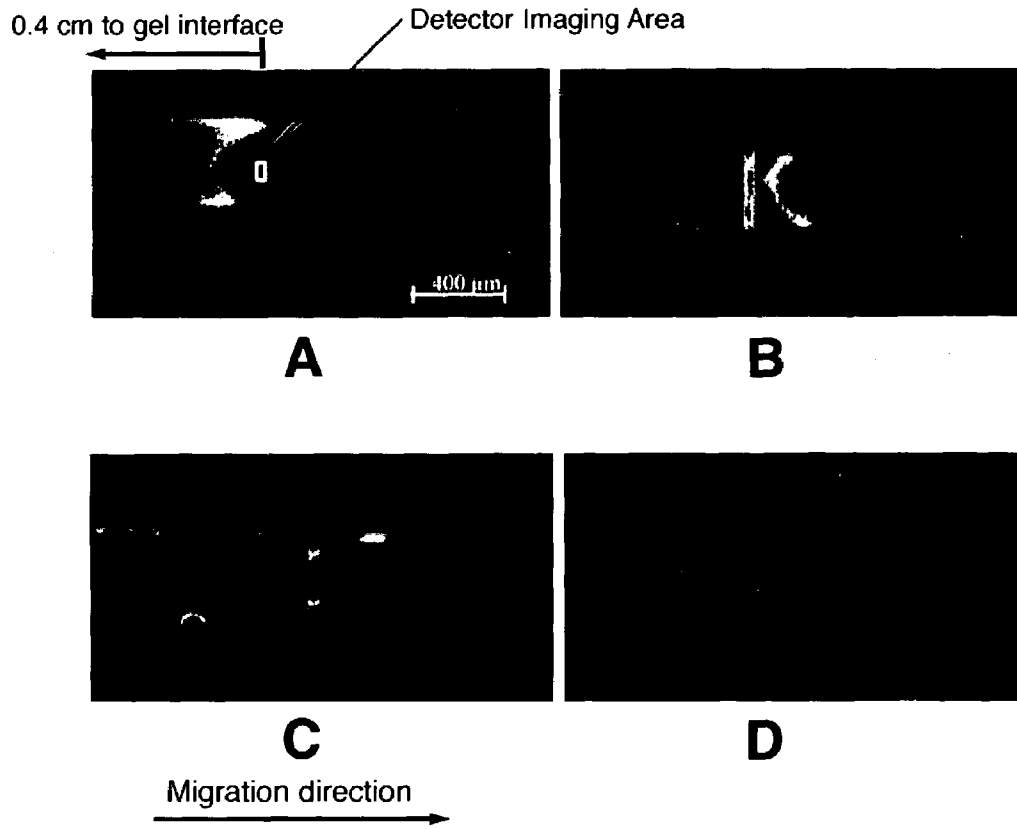 0.4 cm to gel interface
Detector Imaging Area
400 µm
A
B
C
D
Migration direction